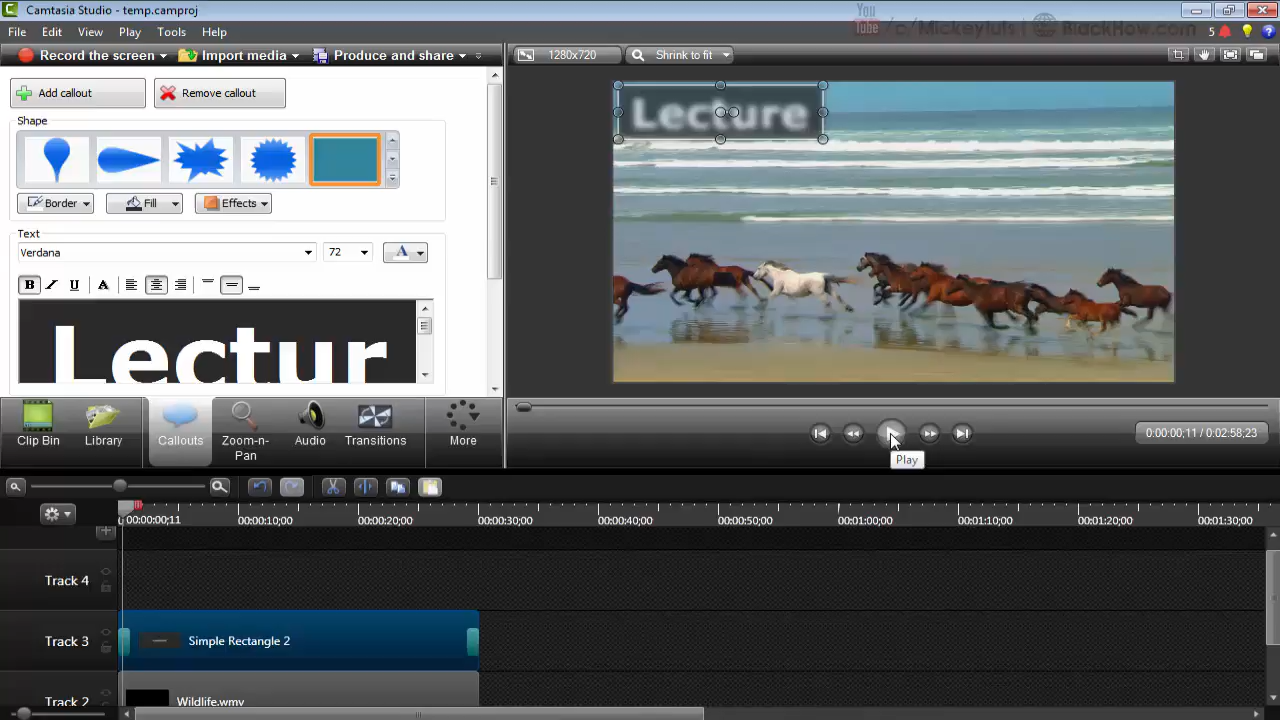 Camtasia Studio - temp.camproj
You
Tube /c/Mickeyfuls | BlackHow.com
File Edit View Play Tools Help
5
Record the screen Import media Produce and share
1280x720 Shrink to fit
Add callout Remove callout
Shape
Border Fill Effects
Text
Verdana 72 A
B I U A
Lectur
Lecture
Clip Bin Library Callouts Zoom-n-Pan Audio Transitions More
0:00:00;11 / 0:02:58;23
Play
00:00:00;11 00:00:10;00 00:00:20;00 00:00:30;00 00:00:40;00 00:00:50;00 00:01:00;00 00:01:10;00 00:01:20;00 00:01:30;00
Track 4
Track 3 Simple Rectangle 2
Track 2 Wildlife.wmv